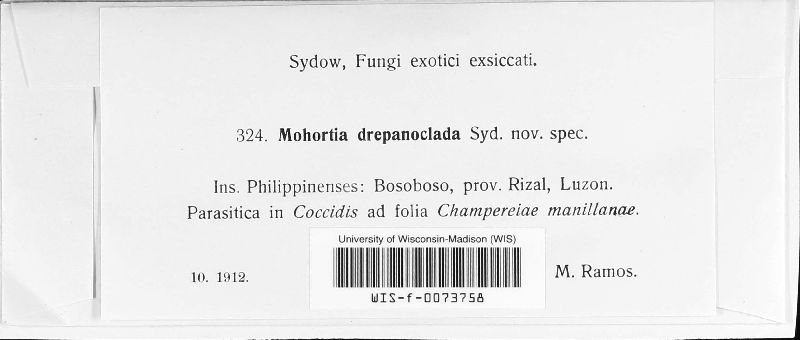 Sydow, Fungi exotici exsiccati.
324. Mohortia drepanoclada Syd. nov. spec.
Ins. Philippinenses: Bosoboso, prov. Rizal, Luzon.
Parasitica in Coccidis ad folia Champereiae manillanae.
University of Wisconsin-Madison (WIS)
10. 1912.
M. Ramos.
WIS-f-0073758